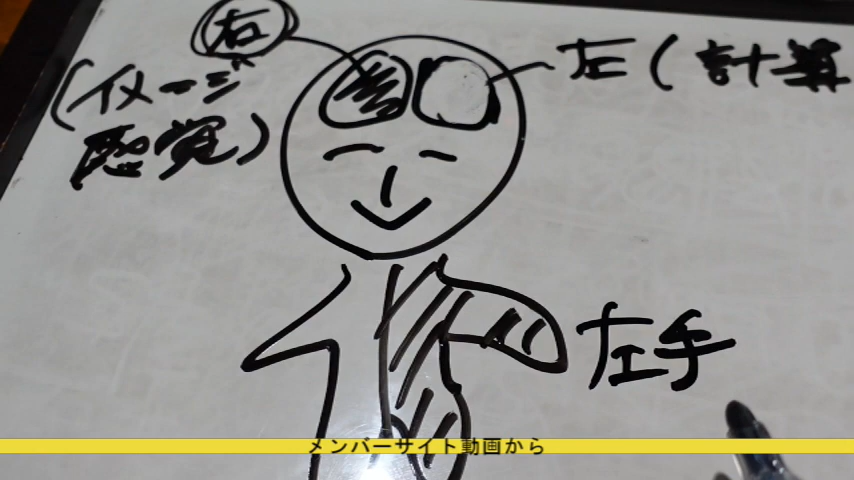 右
左(計算
(イメージ
感覚)
左手
メンバーサイト動画から